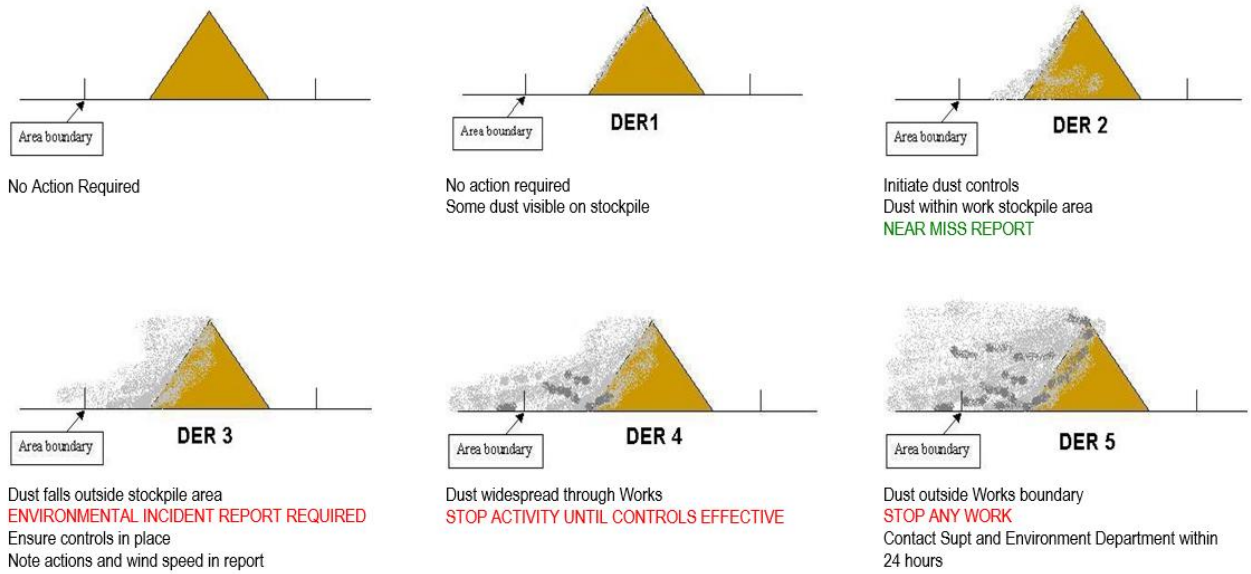 Area boundary
No Action Required
Area boundary
DER1
No action required
Some dust visible on stockpile
Area boundary
DER 2
Initiate dust controls
Dust within work stockpile area
NEAR MISS REPORT
Area boundary
DER 3
Dust falls outside stockpile area
ENVIRONMENTAL INCIDENT REPORT REQUIRED
Ensure controls in place
Note actions and wind speed in report
Area boundary
DER 4
Dust widespread through Works
STOP ACTIVITY UNTIL CONTROLS EFFECTIVE
Area boundary
DER 5
Dust outside Works boundary
STOP ANY WORK
Contact Supt and Environment Department within
24 hours